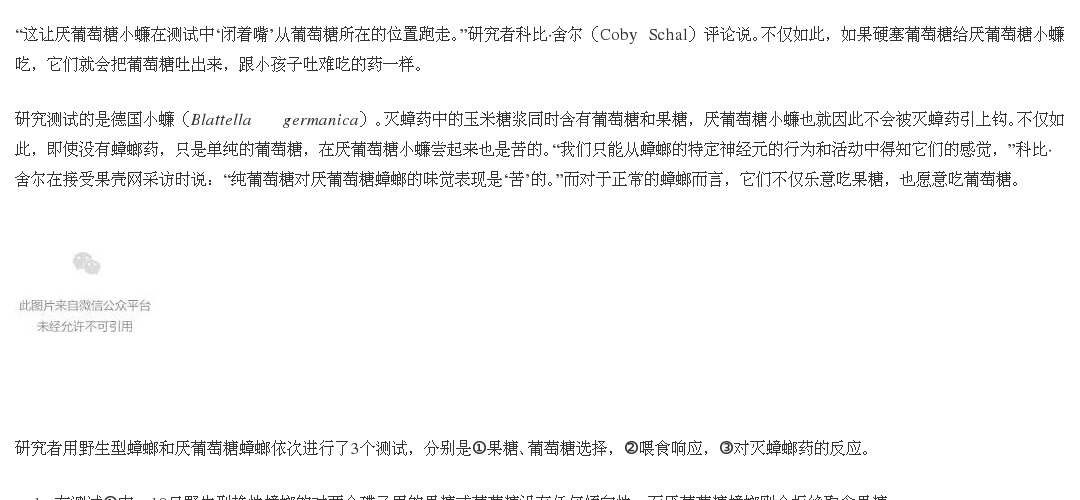 “这让厌葡萄糖小蠊在测试中‘闭着嘴’从葡萄糖所在的位置跑走。”研究者科比·舍尔（Coby Schal）评论说。不仅如此，如果硬塞葡萄糖给厌葡萄糖小蠊
吃，它们就会把葡萄糖吐出来，跟小孩子吐难吃的药一样。
研究测试的是德国小蠊（Blattella germanica）。灭蟑药中的玉米糖浆同时含有葡萄糖和果糖，厌葡萄糖小蠊也就因此不会被灭蟑药引上钩。不仅如
此，即使没有蟑螂药，只是单纯的葡萄糖，在厌葡萄糖小蠊尝起来也是苦的。“我们只能从蟑螂的特定神经元的行为和活动中得知它们的感觉，”科比·
舍尔在接受果壳网采访时说：“纯葡萄糖对厌葡萄糖蟑螂的味觉表现是‘苦’的。”而对于正常的蟑螂而言，它们不仅乐意吃果糖，也愿意吃葡萄糖。
此图片来自微信公众平台
未经允许不可引用
研究者用野生型蟑螂和厌葡萄糖蟑螂依次进行了3个测试，分别是①果糖、葡萄糖选择，②喂食响应，③对灭蟑螂药的反应。